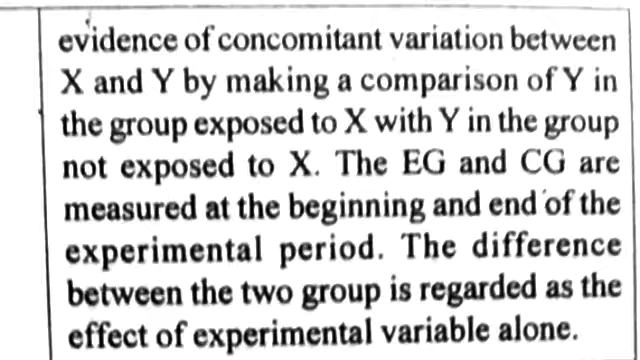 evidence of concomitant variation between
X and Y by making a comparison of Y in
the group exposed to X with Y in the group
not exposed to X. The EG and CG are
measured at the beginning and end of the
experimental period. The difference
between the two group is regarded as the
effect of experimental variable alone.